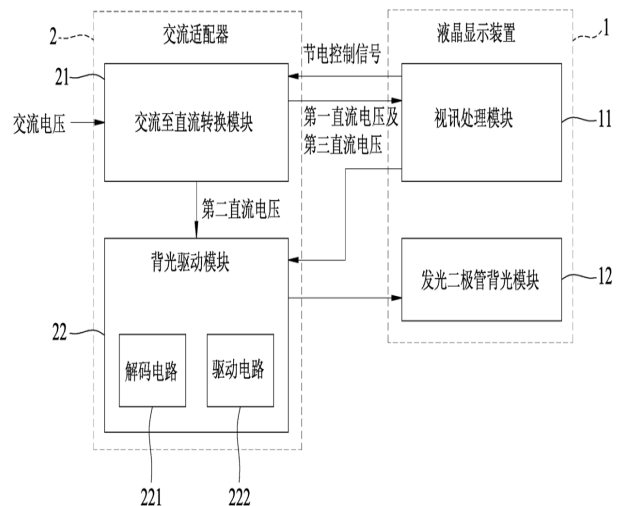 2
交流适配器
液晶显示装置
1
21
节电控制信号
交流电压
交流至直流转换模块
第一直流电压及
第三直流电压
视讯处理模块
11
第二直流电压
背光驱动模块
发光二极管背光模块
12
22
解码电路
驱动电路
221
222